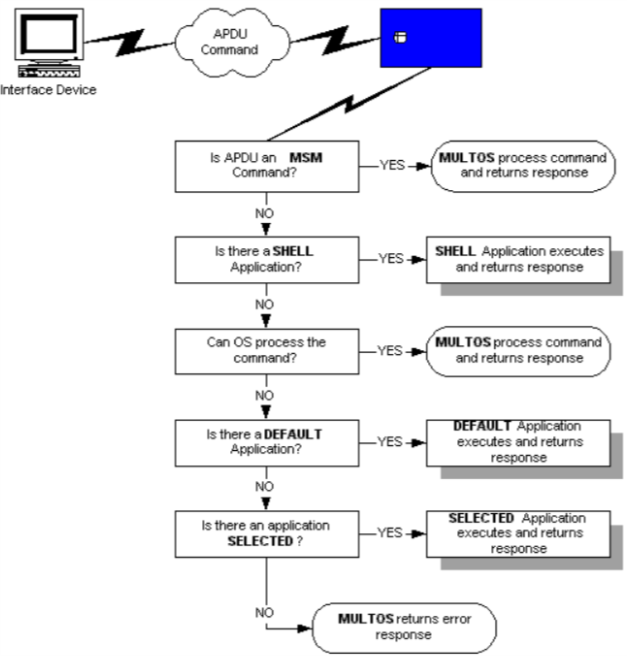 APDU
Command
Interface Device
Is APDU an MSM
Command?
YES
MULTOS process command
and returns response
NO
Is there a SHELL
Application?
YES
SHELL Application executes
and returns response
NO
Can OS process the
command?
YES
MULTOS process command
and returns response
NO
Is there a DEFAULT
Application?
YES
DEFAULT Application
executes and returns
response
NO
Is there an application
SELECTED ?
YES
SELECTED Application
executes and returns
response
NO
MULTOS returns error
response